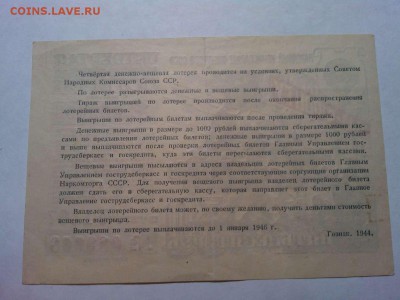 COINS.LAVE.RU
Четвёртая денежно-вещевая лотерея проводится на условиях, утверждённых Советом
Народных Комиссаров Союза ССР.
По лотерее разыгрываются денежные и вещевые выигрыши.
Тираж выигрышей по лотерее производится после окончания распространения
лотерейных билетов.
Выигрыши по лотерейным билетам выплачиваются после проведения тиража.
Денежные выигрыши в размере до 1000 рублей выплачиваются сберегательными кас-
сами по предъявлении лотерейных билетов; денежные выигрыши в размере 1000 рублей
и выше выплачиваются после проверки лотерейных билетов Главным Управлением гос-
трудсберкасс и госкредита, куда эти билеты пересылаются сберегательными кассами.
Вещевые выигрыши высылаются в адреса владельцев лотерейных билетов Главным
Управлением гострудсберкасс и госкредита через соответствующие торгующие организации
Наркомторга СССР. Для получения вещевого выигрыша владелец лотерейного билета
должен сдать его в сберегательную кассу, которая направляет этот билет в Главное
Управление гострудсберкасс и госкредита.
Владелец лотерейного билета может, по своему желанию, получить деньгами стоимость
вещевого выигрыша.
Выигрыши по лотерее выплачиваются до 1 января 1946 г.
Гознак. 1944.